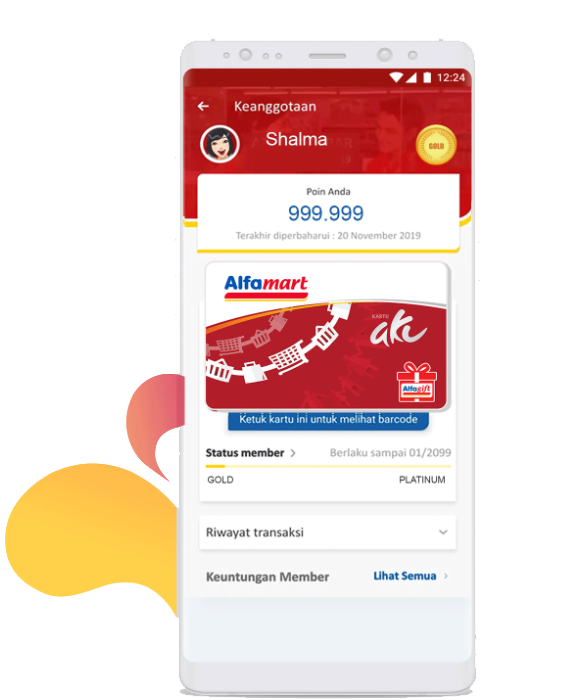 12:24
Keanggotaan
Shalma
GOLD
Poin Anda
999.999
Terakhir diperbaharui : 20 November 2019
Alfamart
KARTU
aku
Alfagift
Ketuk kartu ini untuk melihat barcode
Status member >
Berlaku sampai 01/2099
GOLD
PLATINUM
Riwayat transaksi
Keuntungan Member
Lihat Semua >